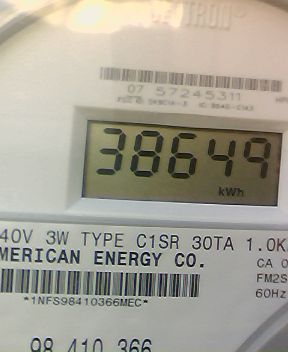 07 57245311
38649
kWh
40V 3W TYPE C1SR 30TA 1.0K
MERICAN ENERGY CO.
CA 0
FM2S
60Hz
*1NFS98410366MEC*
98 410 366